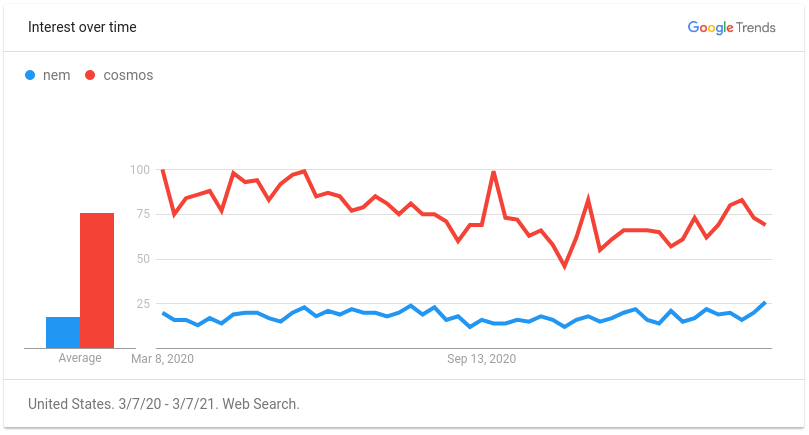 Interest over time
Google Trends
nem
cosmos
100
75
50
25
Average
Mar 8, 2020
Sep 13, 2020
United States. 3/7/20 - 3/7/21. Web Search.